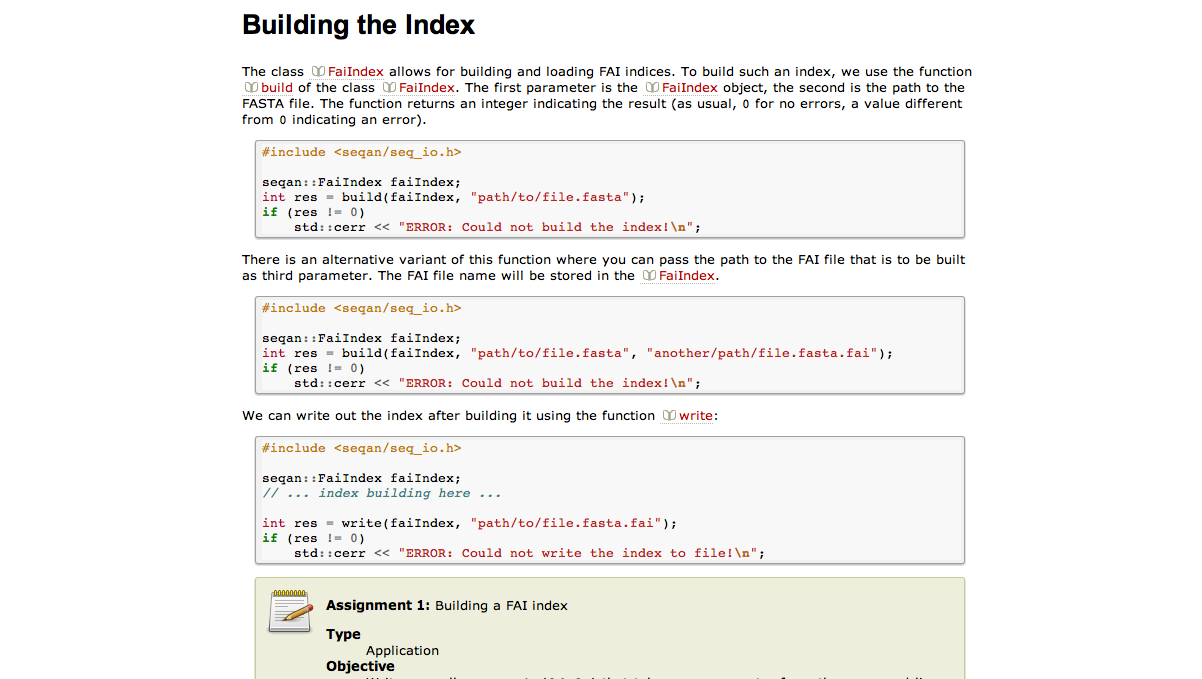 Building the Index
The class FaiIndex allows for building and loading FAI indices. To build such an index, we use the function
build of the class FaiIndex. The first parameter is the FaiIndex object, the second is the path to the
FASTA file. The function returns an integer indicating the result (as usual, 0 for no errors, a value different
from 0 indicating an error).
#include <seqan/seq_io.h>
seqan::FaiIndex faiIndex;
int res = build(faiIndex, "path/to/file.fasta");
if (res != 0)
    std::cerr << "ERROR: Could not build the index!\n";
There is an alternative variant of this function where you can pass the path to the FAI file that is to be built
as third parameter. The FAI file name will be stored in the FaiIndex.
#include <seqan/seq_io.h>
seqan::FaiIndex faiIndex;
int res = build(faiIndex, "path/to/file.fasta", "another/path/file.fasta.fai");
if (res != 0)
    std::cerr << "ERROR: Could not build the index!\n";
We can write out the index after building it using the function write:
#include <seqan/seq_io.h>
seqan::FaiIndex faiIndex;
// ... index building here ...
int res = write(faiIndex, "path/to/file.fasta.fai");
if (res != 0)
    std::cerr << "ERROR: Could not write the index to file!\n";
Assignment 1: Building a FAI index
Type
Application
Objective